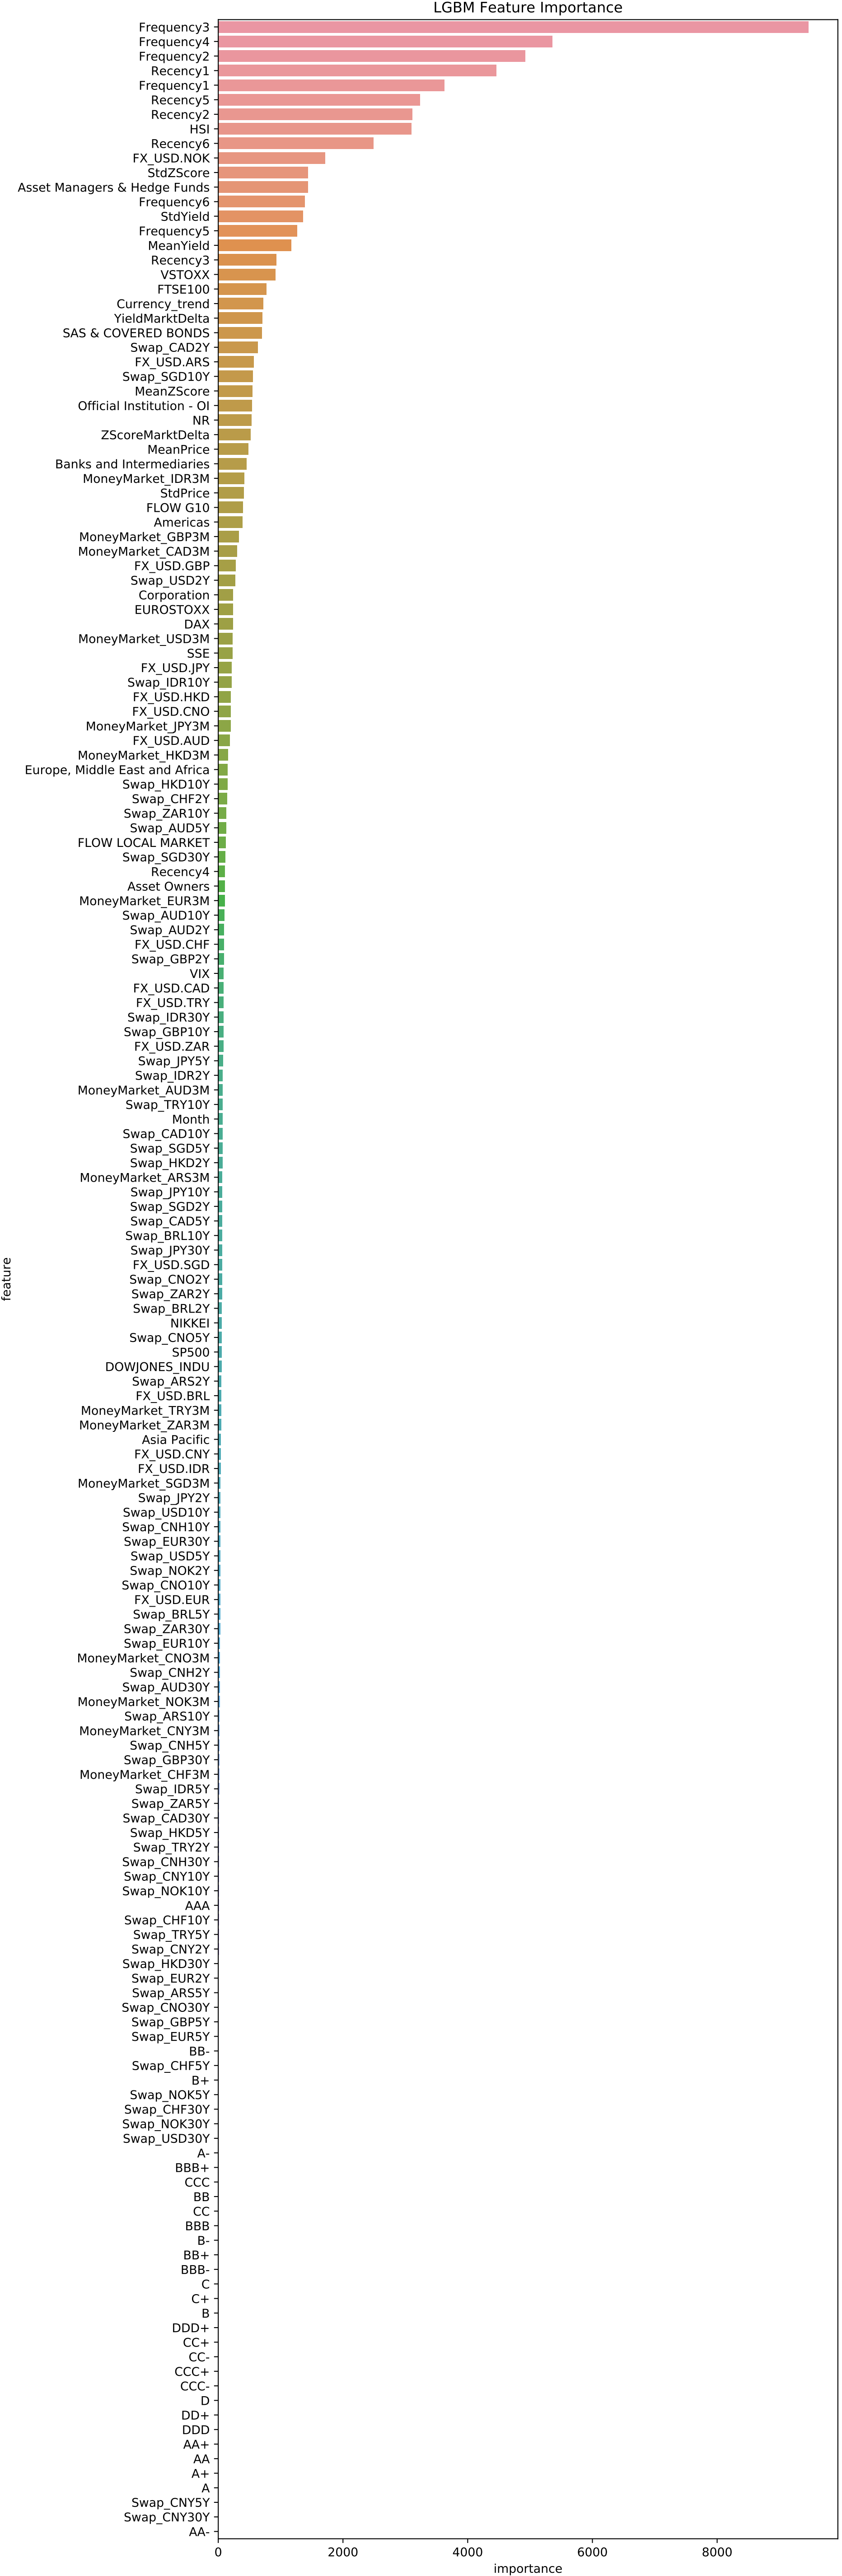 LGBM Feature Importance
Frequency3
Frequency4
Frequency2
Recency1
Frequency1
Recency5
Recency2
HSI
Recency6
FX_USD.NOK
StdZScore
Asset Managers & Hedge Funds
Frequency6
StdYield
Frequency5
MeanYield
Recency3
VSTOXX
FTSE100
Currency_trend
YieldMarktDelta
SAS & COVERED BONDS
Swap_CAD2Y
FX_USD.ARS
Swap_SGD10Y
MeanZScore
Official Institution - OI
NR
ZScoreMarktDelta
MeanPrice
Banks and Intermediaries
MoneyMarket_IDR3M
StdPrice
FLOW G10
Americas
MoneyMarket_GBP3M
MoneyMarket_CAD3M
FX_USD.GBP
Swap_USD2Y
Corporation
EUROSTOXX
DAX
MoneyMarket_USD3M
SSE
FX_USD.JPY
Swap_IDR10Y
FX_USD.HKD
FX_USD.CNO
MoneyMarket_JPY3M
FX_USD.AUD
MoneyMarket_HKD3M
Europe, Middle East and Africa
Swap_HKD10Y
Swap_CHF2Y
Swap_ZAR10Y
Swap_AUD5Y
FLOW LOCAL MARKET
Swap_SGD30Y
Recency4
Asset Owners
MoneyMarket_EUR3M
Swap_AUD10Y
Swap_AUD2Y
FX_USD.CHF
Swap_GBP2Y
VIX
FX_USD.CAD
FX_USD.TRY
Swap_IDR30Y
Swap_GBP10Y
FX_USD.ZAR
Swap_JPY5Y
Swap_IDR2Y
MoneyMarket_AUD3M
Swap_TRY10Y
Month
Swap_CAD10Y
Swap_SGD5Y
Swap_HKD2Y
MoneyMarket_ARS3M
Swap_JPY10Y
Swap_SGD2Y
Swap_CAD5Y
Swap_BRL10Y
Swap_JPY30Y
FX_USD.SGD
Swap_CNO2Y
Swap_ZAR2Y
Swap_BRL2Y
NIKKEI
Swap_CNO5Y
SP500
DOWJONES_INDU
Swap_ARS2Y
FX_USD.BRL
MoneyMarket_TRY3M
MoneyMarket_ZAR3M
Asia Pacific
FX_USD.CNY
FX_USD.IDR
MoneyMarket_SGD3M
Swap_JPY2Y
Swap_USD10Y
Swap_CNH10Y
Swap_EUR30Y
Swap_USD5Y
Swap_NOK2Y
Swap_CNO10Y
FX_USD.EUR
Swap_BRL5Y
Swap_ZAR30Y
Swap_EUR10Y
MoneyMarket_CNO3M
Swap_CNH2Y
Swap_AUD30Y
MoneyMarket_NOK3M
Swap_ARS10Y
MoneyMarket_CNY3M
Swap_CNH5Y
Swap_GBP30Y
MoneyMarket_CHF3M
Swap_IDR5Y
Swap_ZAR5Y
Swap_CAD30Y
Swap_HKD5Y
Swap_TRY2Y
Swap_CNH30Y
Swap_CNY10Y
Swap_NOK10Y
AAA
Swap_CHF10Y
Swap_TRY5Y
Swap_CNY2Y
Swap_HKD30Y
Swap_EUR2Y
Swap_ARS5Y
Swap_CNO30Y
Swap_GBP5Y
Swap_EUR5Y
BB-
Swap_CHF5Y
B+
Swap_NOK5Y
Swap_CHF30Y
Swap_NOK30Y
Swap_USD30Y
A-
BBB+
CCC
BB
CC
BBB
B-
BB+
BBB-
C
C+
B
DDD+
CC+
CC-
CCC+
CCC-
D
DD+
DDD
AA+
AA
A+
A
Swap_CNY5Y
Swap_CNY30Y
AA-
feature
0 2000 4000 6000 8000
importance